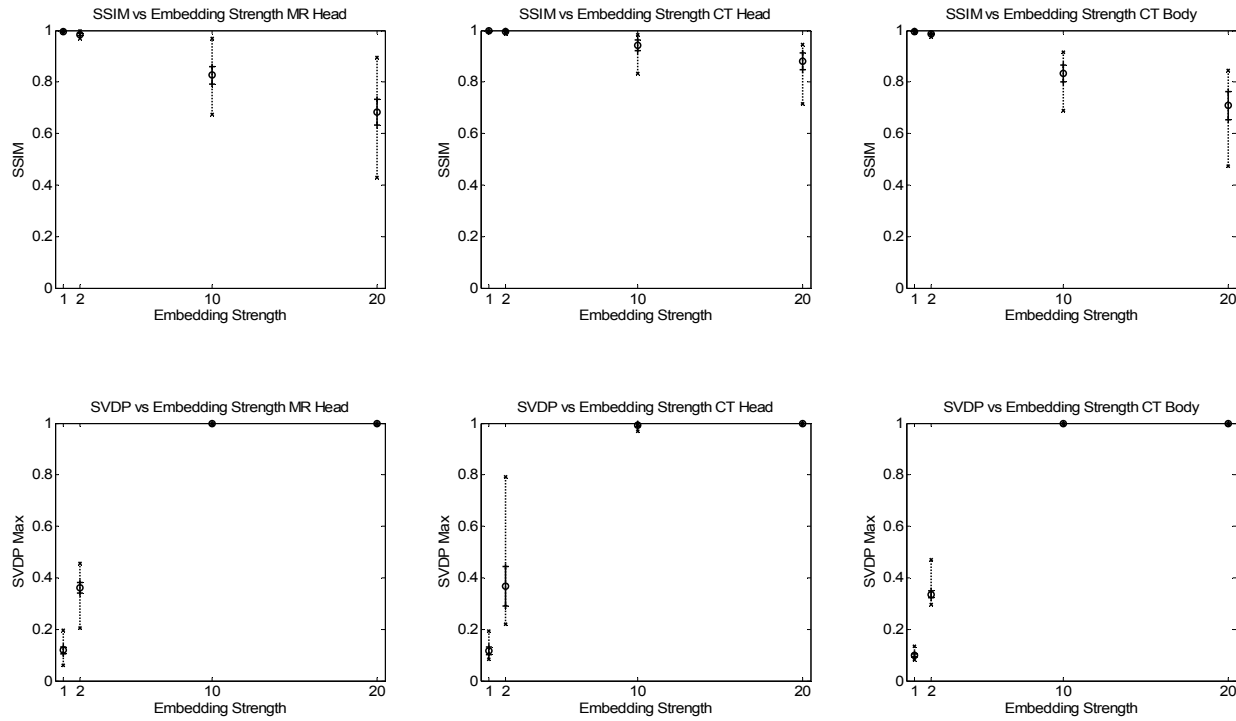 SSIM vs Embedding Strength MR Head
SSIM
1
0.8
0.6
0.4
0.2
0
1 2 10 20
Embedding Strength
SSIM vs Embedding Strength CT Head
SSIM
1
0.8
0.6
0.4
0.2
0
1 2 10 20
Embedding Strength
SSIM vs Embedding Strength CT Body
SSIM
1
0.8
0.6
0.4
0.2
0
1 2 10 20
Embedding Strength
SVDP vs Embedding Strength MR Head
SVDP Max
1
0.8
0.6
0.4
0.2
0
1 2 10 20
Embedding Strength
SVDP vs Embedding Strength CT Head
SVDP Max
1
0.8
0.6
0.4
0.2
0
1 2 10 20
Embedding Strength
SVDP vs Embedding Strength CT Body
SVDP Max
1
0.8
0.6
0.4
0.2
0
1 2 10 20
Embedding Strength